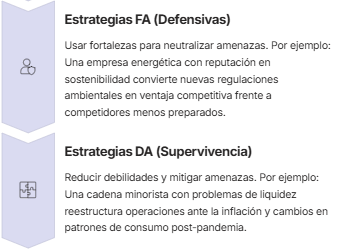 Estrategias FA (Defensivas)
Usar fortalezas para neutralizar amenazas. Por ejemplo:
Una empresa energética con reputación en
sostenibilidad convierte nuevas regulaciones
ambientales en ventaja competitiva frente a
competidores menos preparados.
Estrategias DA (Supervivencia)
Reducir debilidades y mitigar amenazas. Por ejemplo:
Una cadena minorista con problemas de liquidez
reestructura operaciones ante la inflación y cambios en
patrones de consumo post-pandemia.